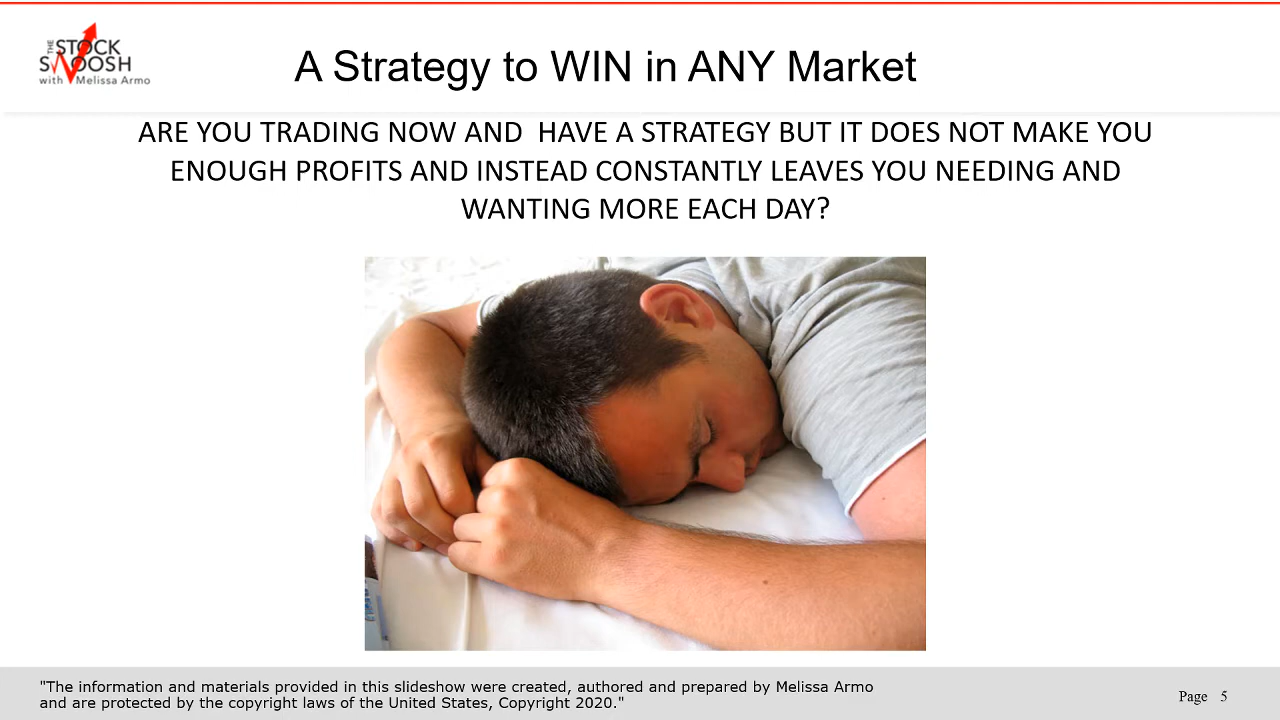 THE
STOCK
SWOOSH
with Melissa Armo
A Strategy to WIN in ANY Market
ARE YOU TRADING NOW AND  HAVE A STRATEGY BUT IT DOES NOT MAKE YOU
ENOUGH PROFITS AND INSTEAD CONSTANTLY LEAVES YOU NEEDING AND
WANTING MORE EACH DAY?
"The information and materials provided in this slideshow were created, authored and prepared by Melissa Armo
and are protected by the copyright laws of the United States, Copyright 2020."
Page 5